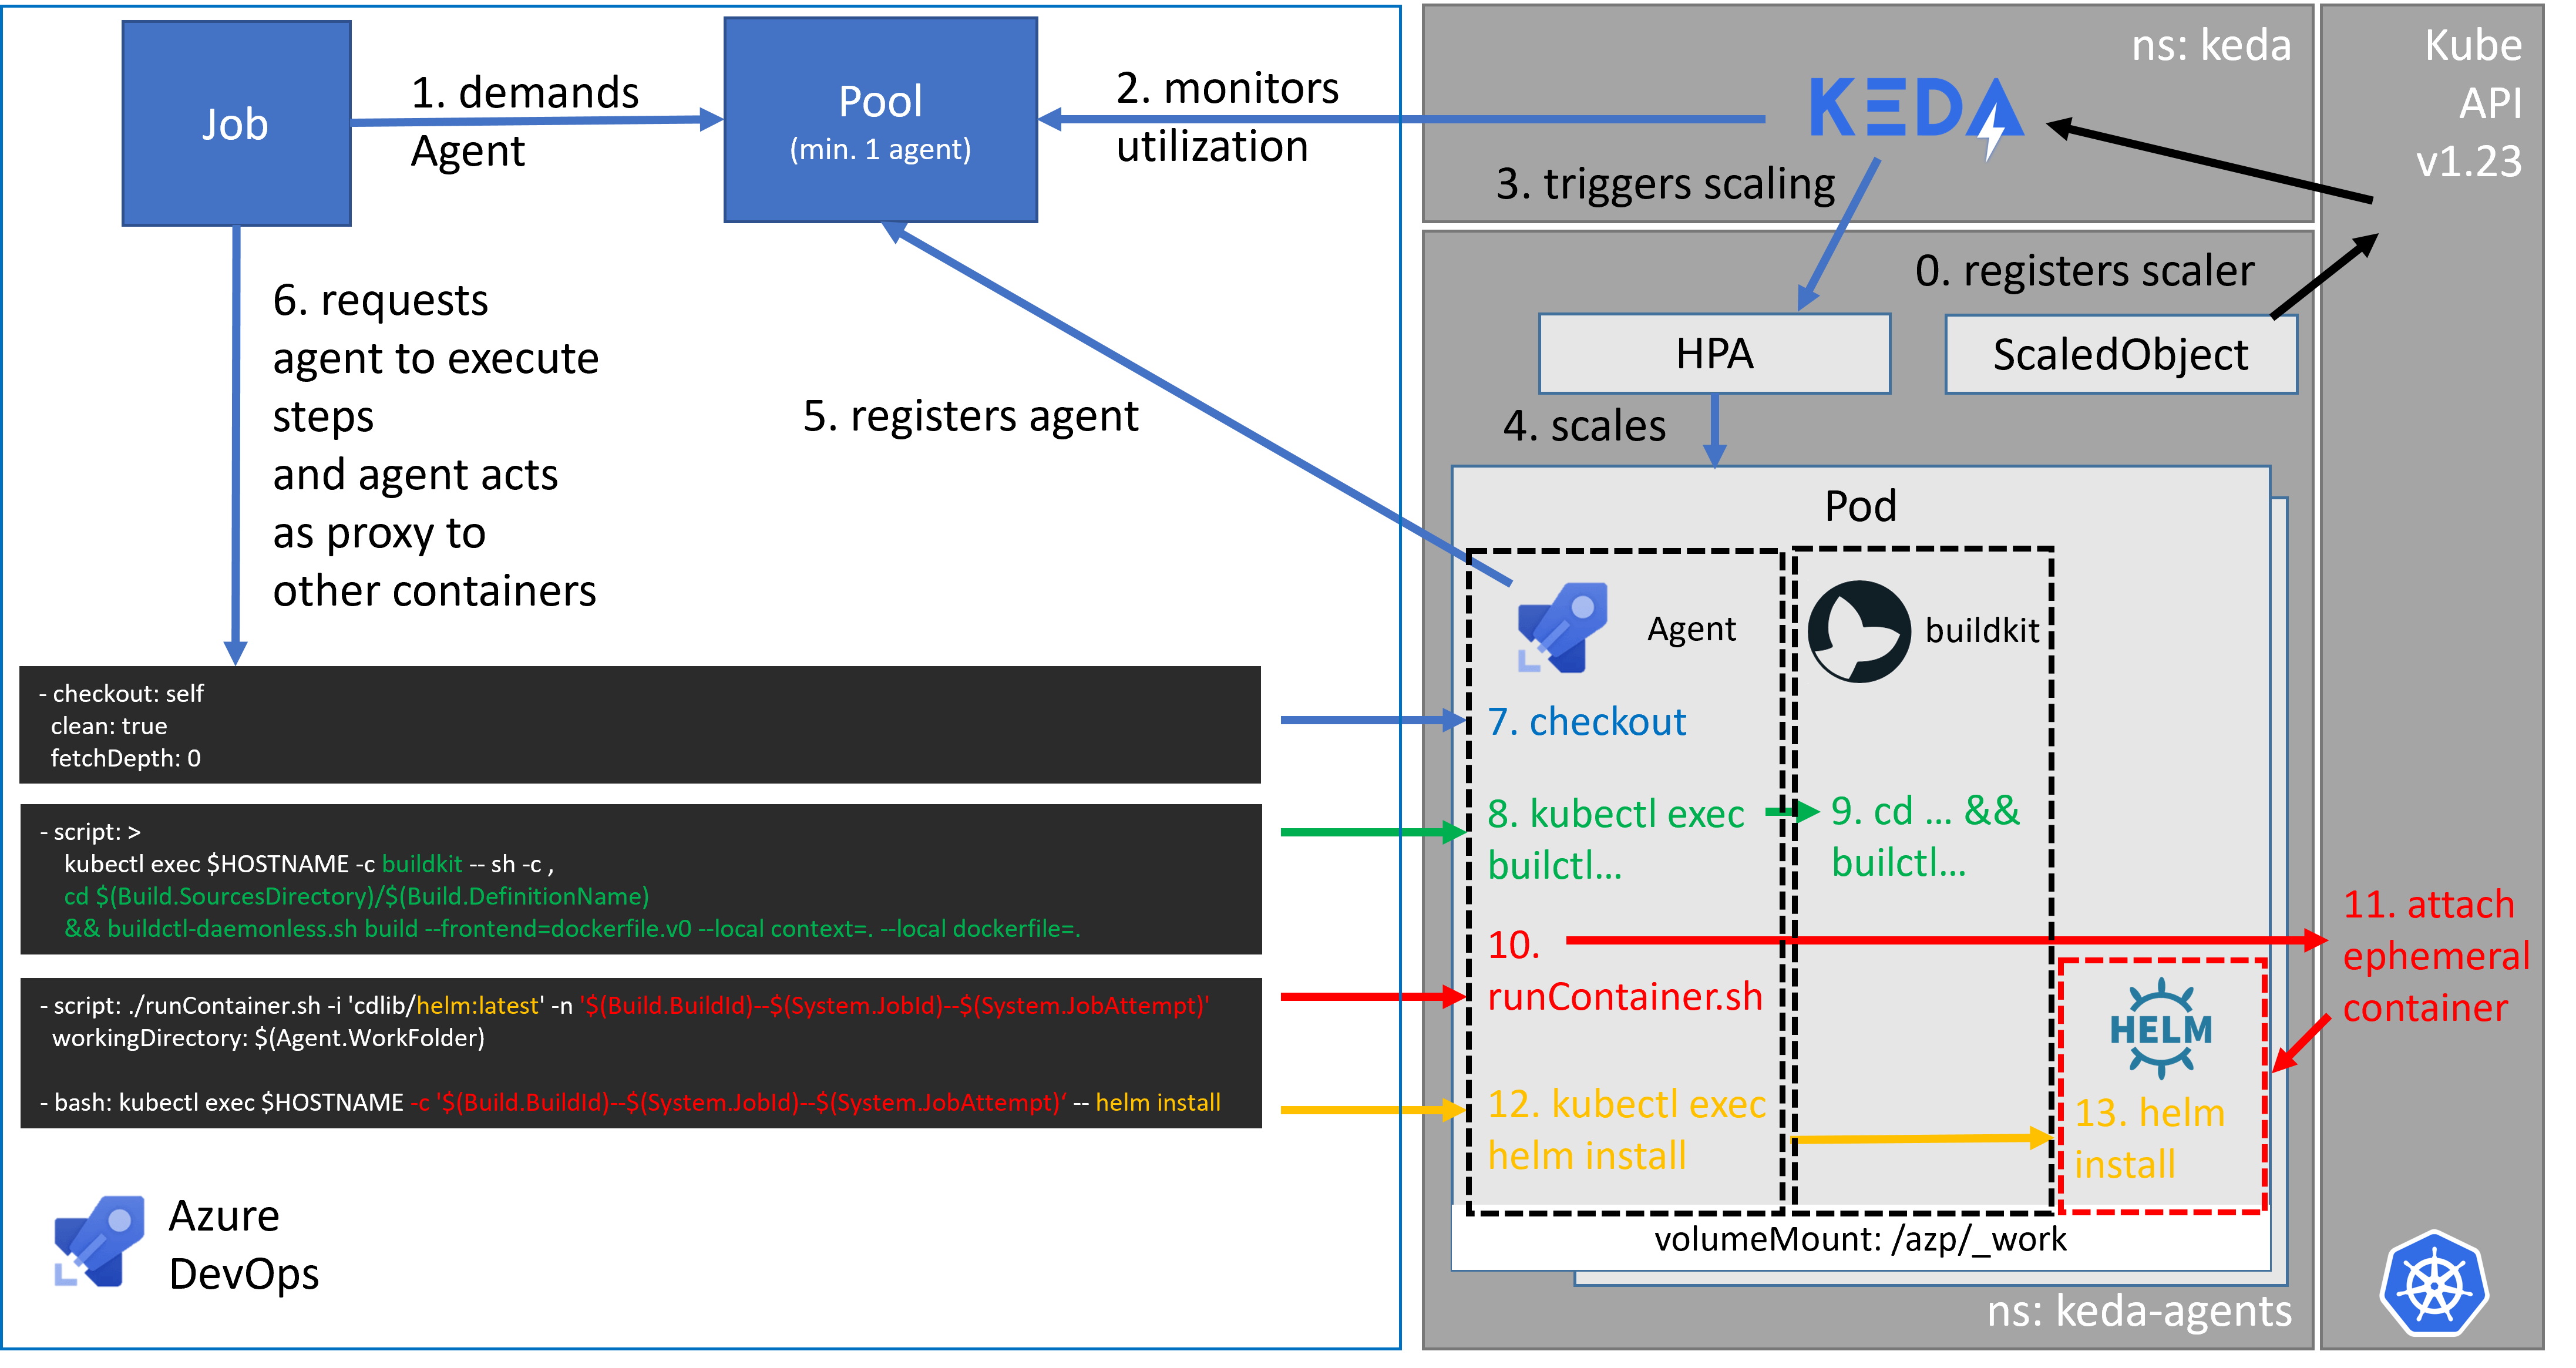 Job
1. demands
Agent
Pool
(min. 1 agent)
2. monitors
utilization
ns: keda
KEDA
3. triggers scaling
Kube
API
v1.23
0. registers scaler
HPA
ScaledObject
4. scales
5. registers agent
6. requests
agent to execute
steps
and agent acts
as proxy to
other containers
Pod
Agent
buildkit
- checkout: self
clean: true
fetchDepth: 0
7. checkout
- script: >
kubectl exec $HOSTNAME -c buildkit -- sh -c ,
cd $(Build.SourcesDirectory)/$(Build.DefinitionName)
&& buildctl-daemonless.sh build --frontend=dockerfile.v0 --local context=. --local dockerfile=.
8. kubectl exec
builctl...
9. cd ... &&
builctl...
- script: ./runContainer.sh -i 'cdlib/helm:latest' -n '$(Build.BuildId)--$(System.JobId)--$(System.JobAttempt)'
workingDirectory: $(Agent.WorkFolder)
- bash: kubectl exec $HOSTNAME -c '$(Build.BuildId)--$(System.JobId)--$(System.JobAttempt)‘ -- helm install
10.
runContainer.sh
11. attach
ephemeral
container
HELM
12. kubectl exec
helm install
13. helm
install
volumeMount: /azp/_work
Azure
DevOps
ns: keda-agents